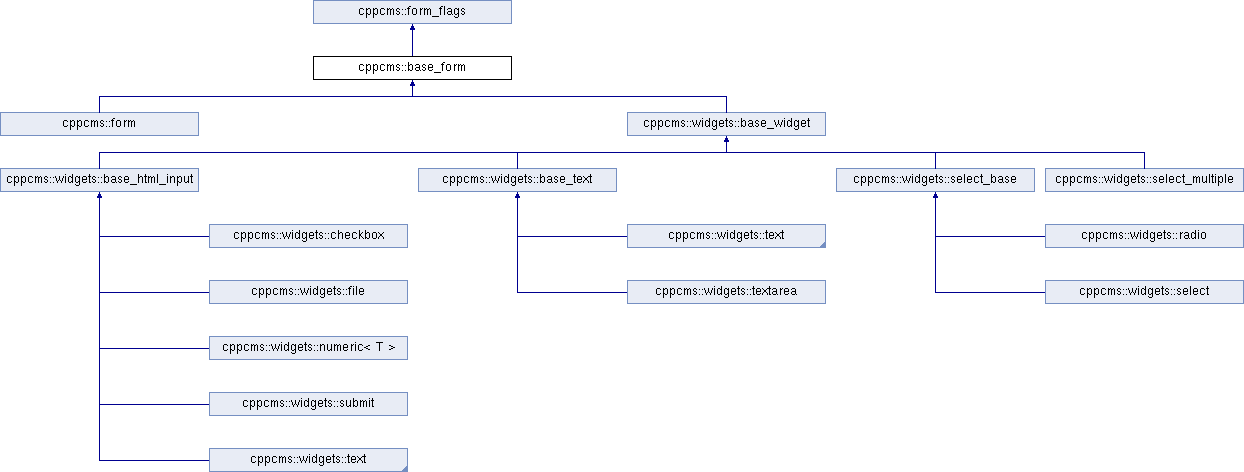 cppcms::form_flags
cppcms::base_form
cppcms::form
cppcms::widgets::base_widget
cppcms::widgets::base_html_input
cppcms::widgets::base_text
cppcms::widgets::select_base
cppcms::widgets::select_multiple
cppcms::widgets::checkbox
cppcms::widgets::text
cppcms::widgets::radio
cppcms::widgets::file
cppcms::widgets::textarea
cppcms::widgets::select
cppcms::widgets::numeric< T >
cppcms::widgets::submit
cppcms::widgets::text